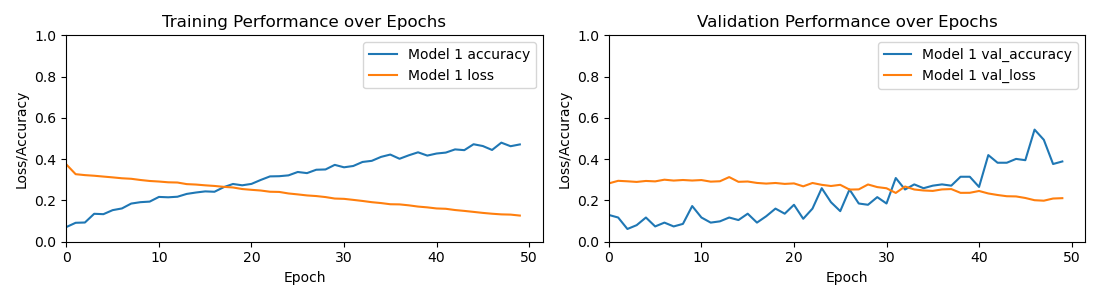 Training Performance over Epochs
1.0
0.8
0.6
0.4
0.2
0.0
Loss/Accuracy
Model 1 accuracy
Model 1 loss
0 10 20 30 40 50
Epoch
Validation Performance over Epochs
1.0
0.8
0.6
0.4
0.2
0.0
Loss/Accuracy
Model 1 val_accuracy
Model 1 val_loss
0 10 20 30 40 50
Epoch